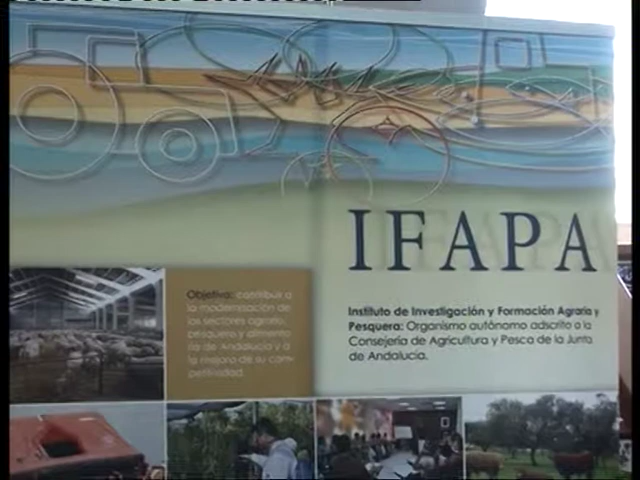 IFAPA
Instituto de Investigación y Formación Agraria y
Pesquera: Organismo autónomo adscrito a la
Consejería de Agricultura y Pesca de la Junta
de Andalucía.
Objetivo: contribuir a
la modernización de
los sectores agrario,
pesquero y alimenta-
rio de Andalucía y a
la mejora de su com-
petitividad.